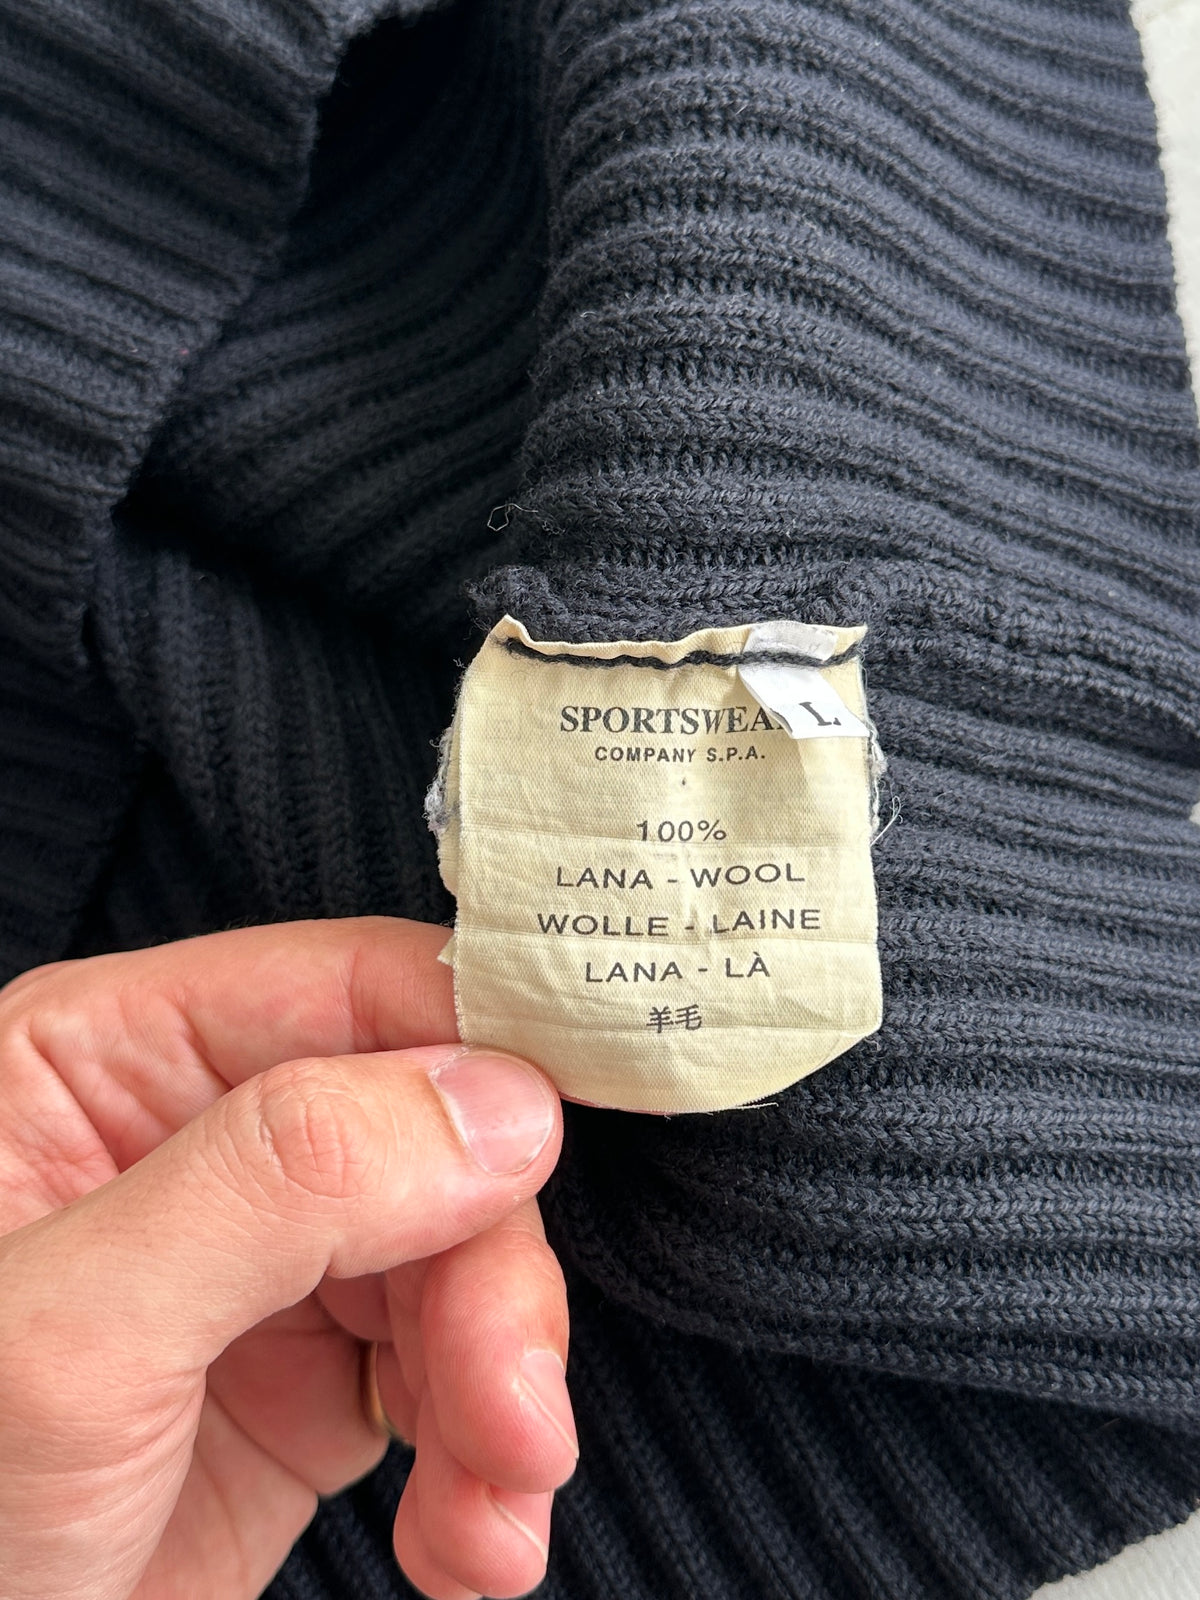 SPORTSWEA
L
COMPANY S.P.A.
100%
LANA - WOOL
WOLLE - LAINE
LANA - LÀ
羊毛